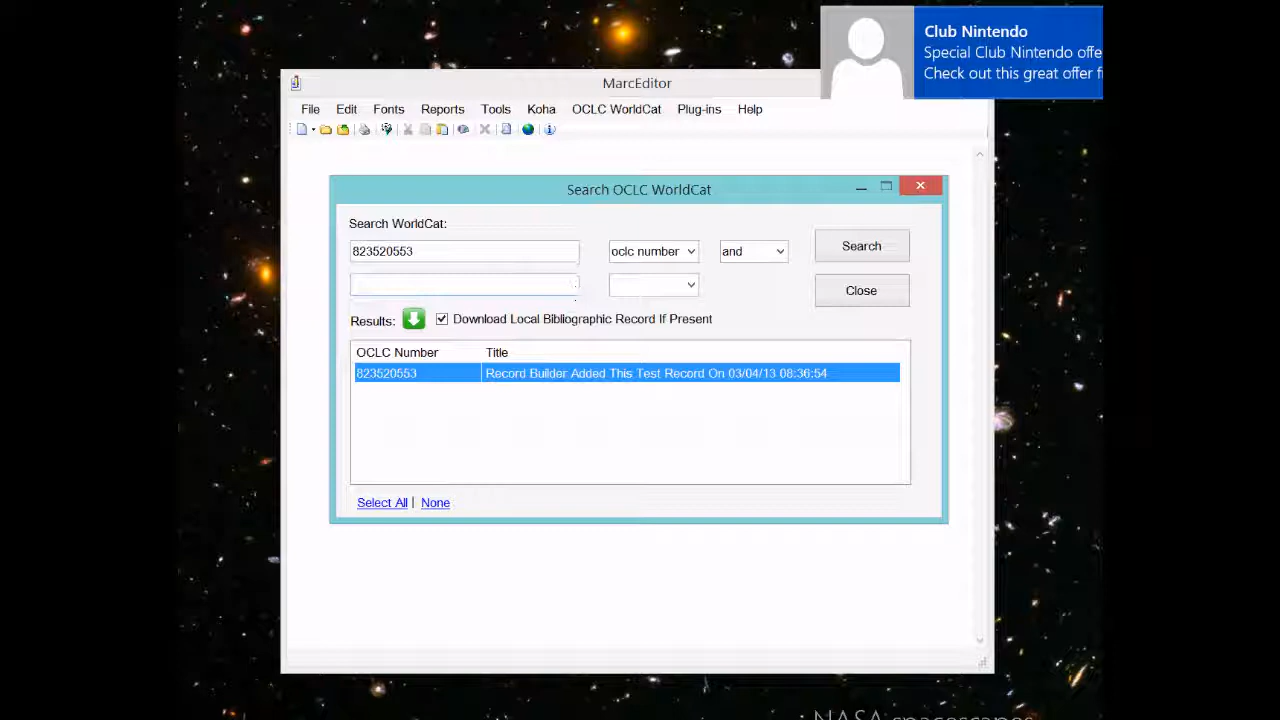 Club Nintendo
Special Club Nintendo offe
Check out this great offer f
MarcEditor
File Edit Fonts Reports Tools Koha OCLC WorldCat Plug-ins Help
Search OCLC WorldCat
Search WorldCat:
823520553 oclc number and Search
Close
Results: Download Local Bibliographic Record If Present
OCLC Number Title
823520553 Record Builder Added This Test Record On 03/04/13 08:36:54
Select All | None
NASA spacescapes